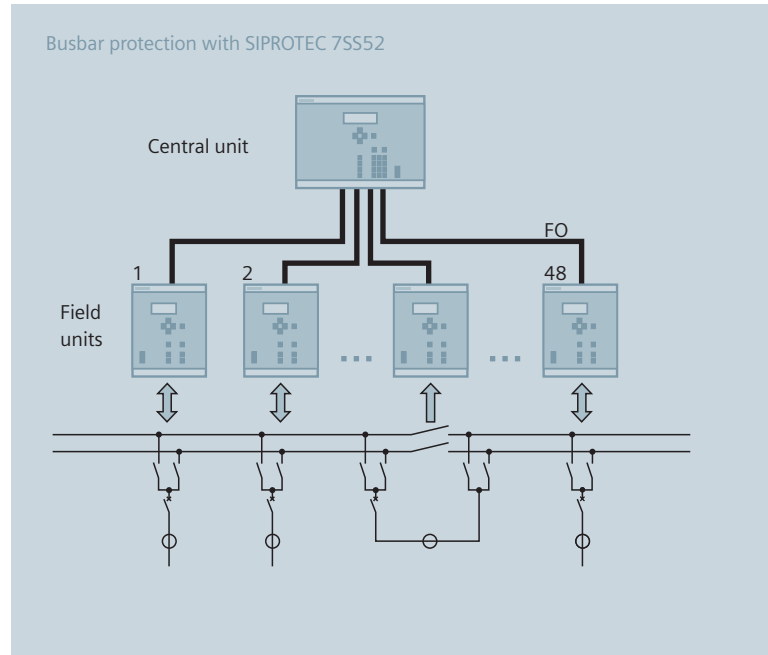 Busbar protection with SIPROTEC 7SS52
Central unit
FO
1
2
48
Field
units